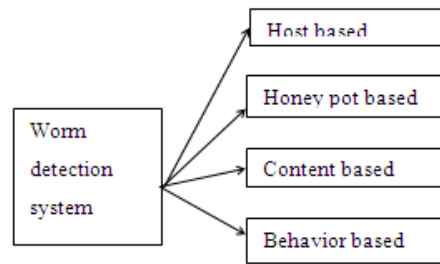 Host based
Honey pot based
Worm
detection
system
Content based
Behavior based